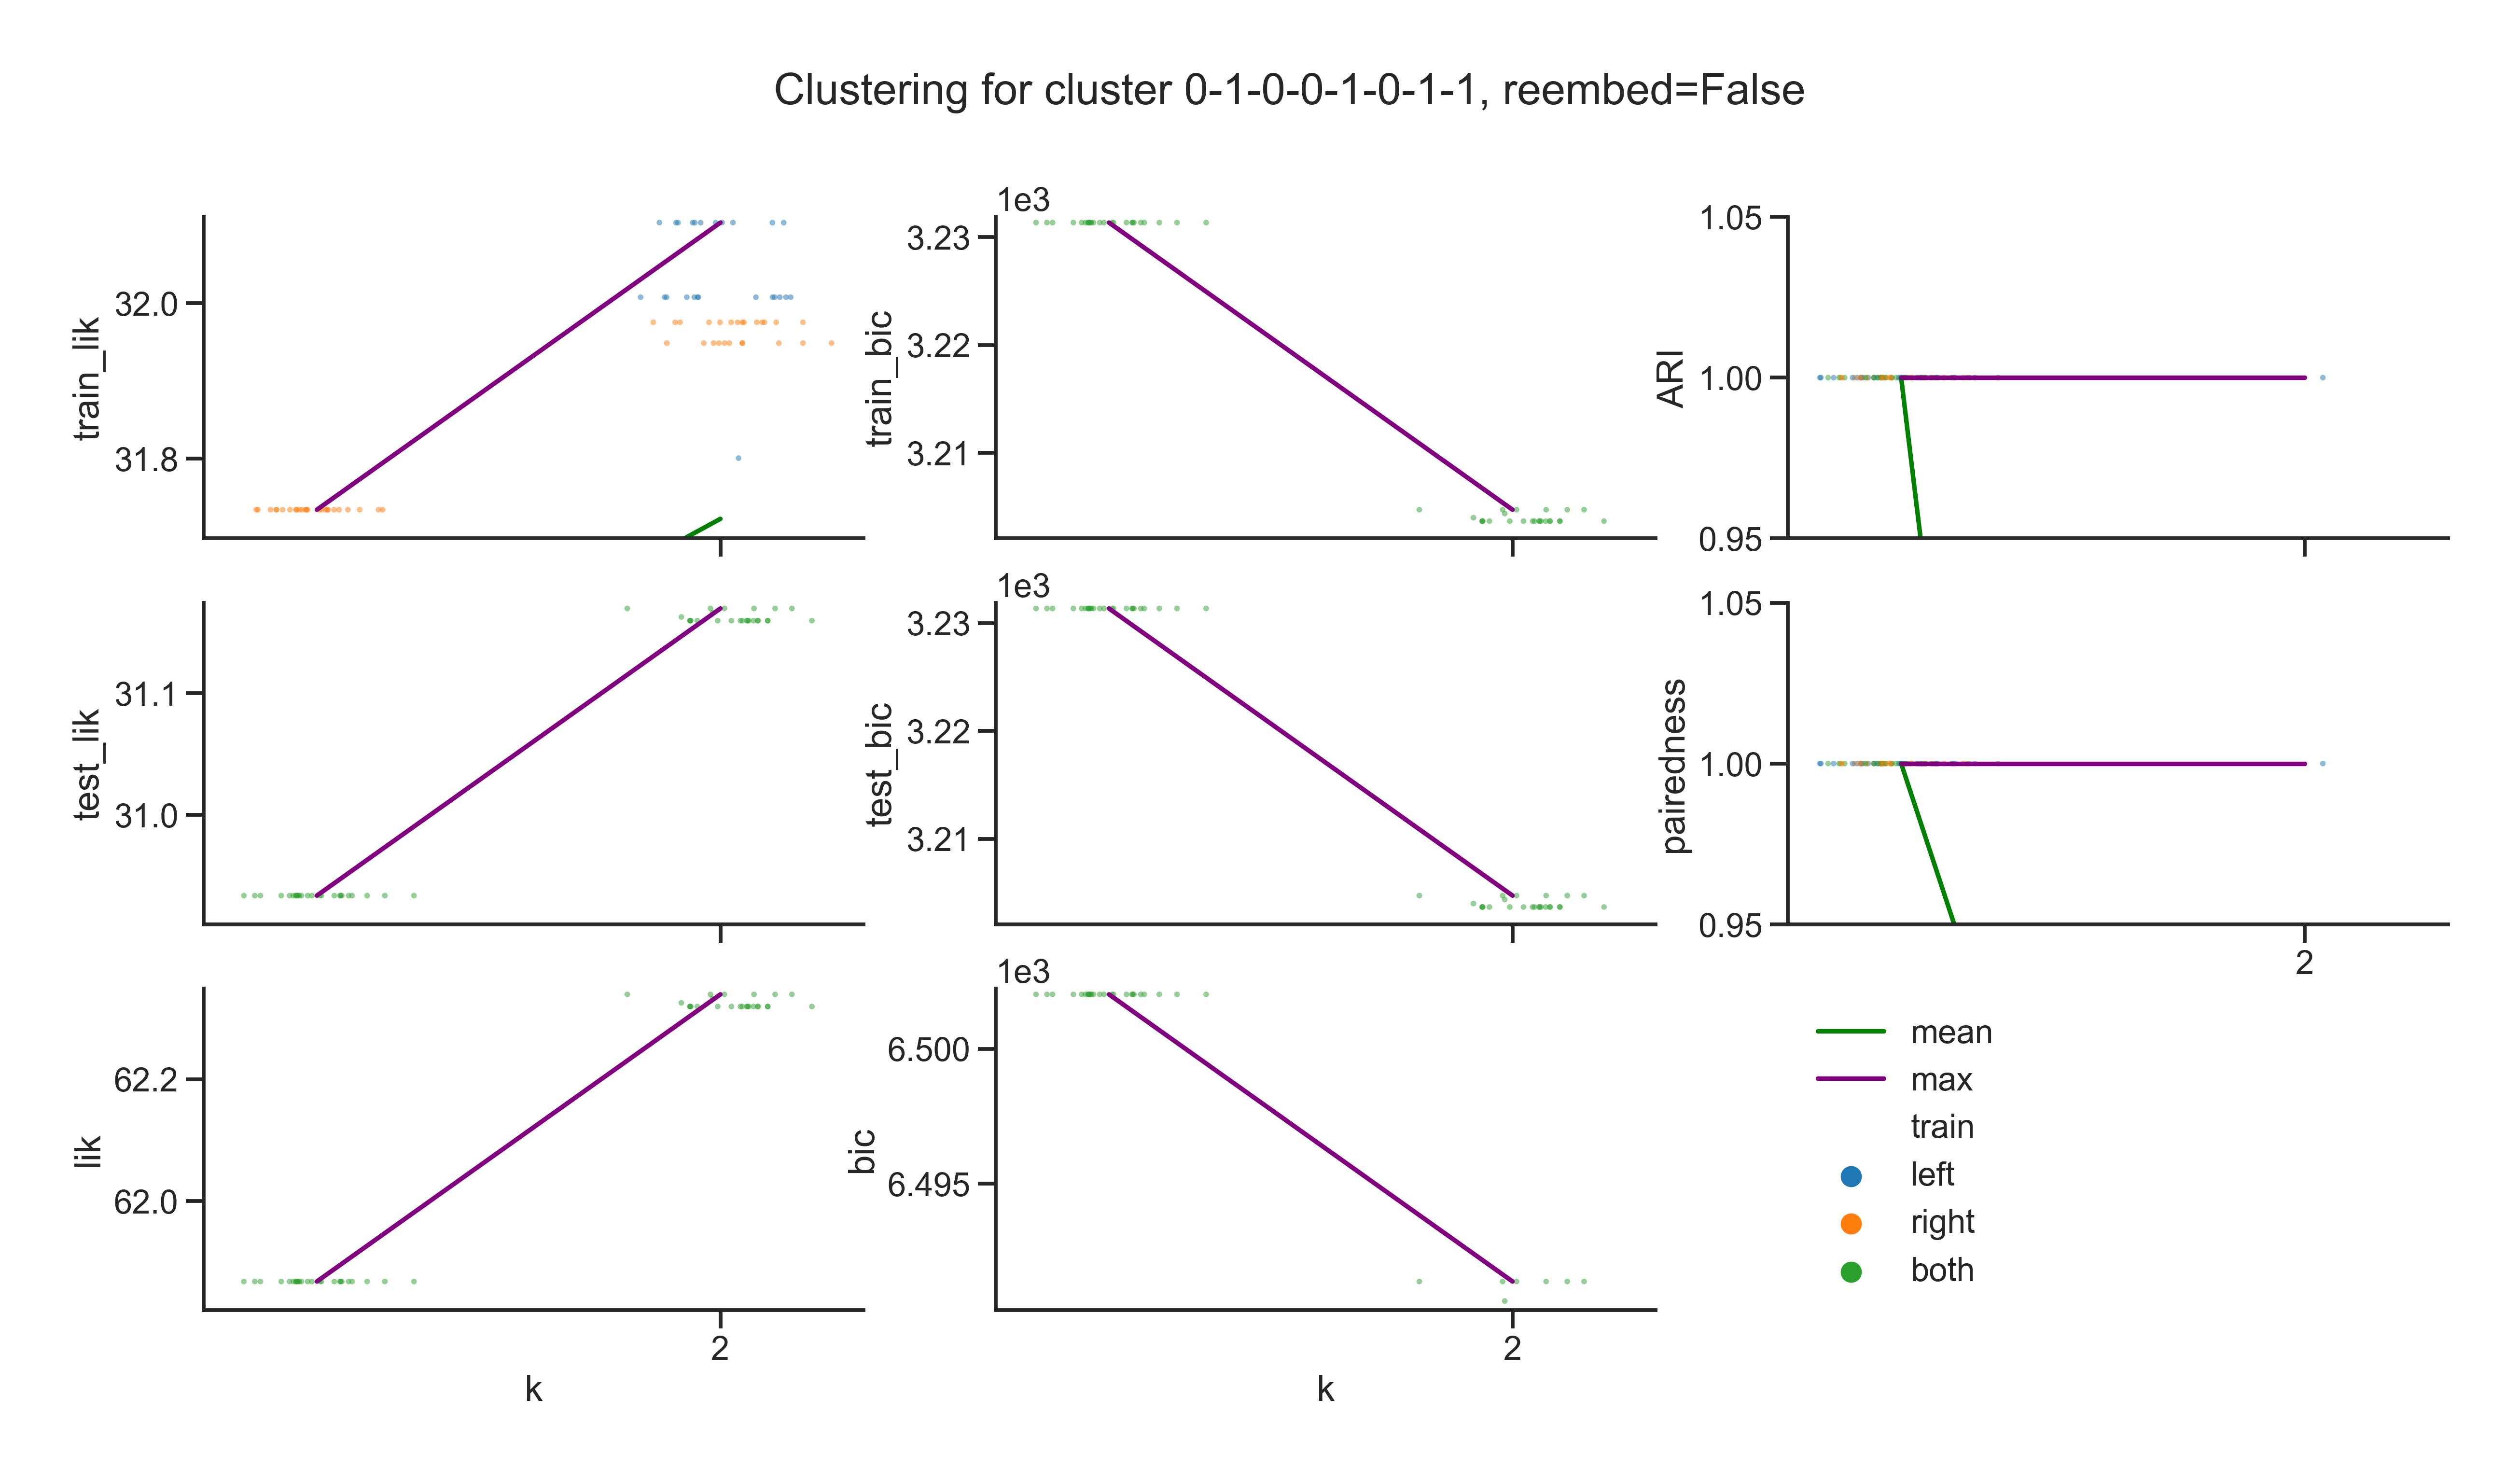 Clustering for cluster 0-1-0-0-1-0-1-1, reembed=False
train_lik
32.0
31.8
1e3
train_bic
3.23
3.22
3.21
ARI
1.05
1.00
0.95
test_lik
31.1
31.0
1e3
test_bic
3.23
3.22
3.21
pairedness
1.05
1.00
0.95
2
lik
62.2
62.0
2
k
1e3
bic
6.500
6.495
2
k
mean
max
train
left
right
both